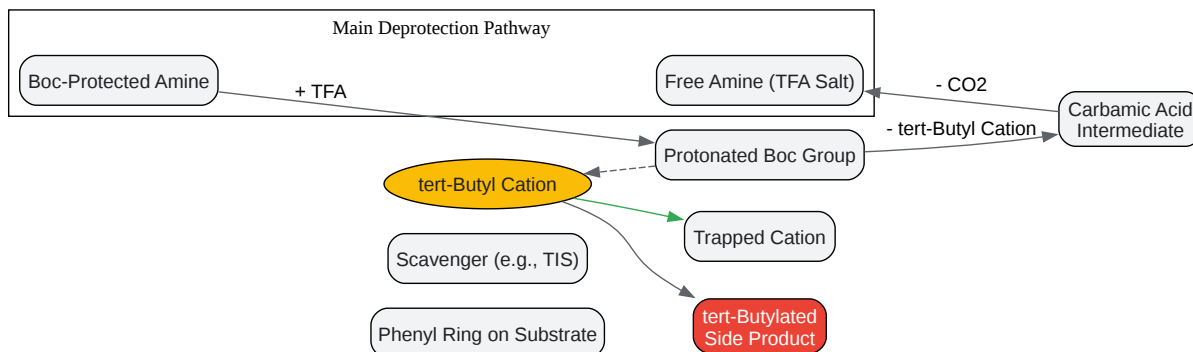 Main Deprotection Pathway
Boc-Protected Amine
+ TFA
Free Amine (TFA Salt)
- CO2
Carbamic Acid
Intermediate
- tert-Butyl Cation
Protonated Boc Group
tert-Butyl Cation
Trapped Cation
Scavenger (e.g., TIS)
tert-Butylated
Side Product
Phenyl Ring on Substrate